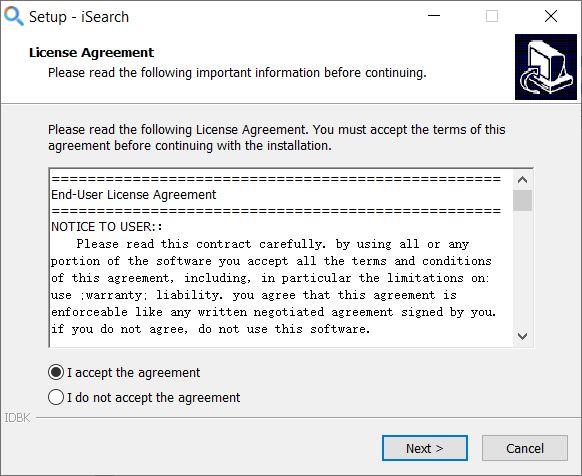 Setup - iSearch
License Agreement
Please read the following important information before continuing.
Please read the following License Agreement. You must accept the terms of this
agreement before continuing with the installation.
==================================================
End-User License Agreement
==================================================
NOTICE TO USER::
Please read this contract carefully. by using all or any
portion of the software you accept all the terms and conditions
of this agreement, including, in particular the limitations on:
use ;warranty; liability. you agree that this agreement is
enforceable like any written negotiated agreement signed by you.
if you do not agree, do not use this software.
I accept the agreement
I do not accept the agreement
IDBK
Next >
Cancel